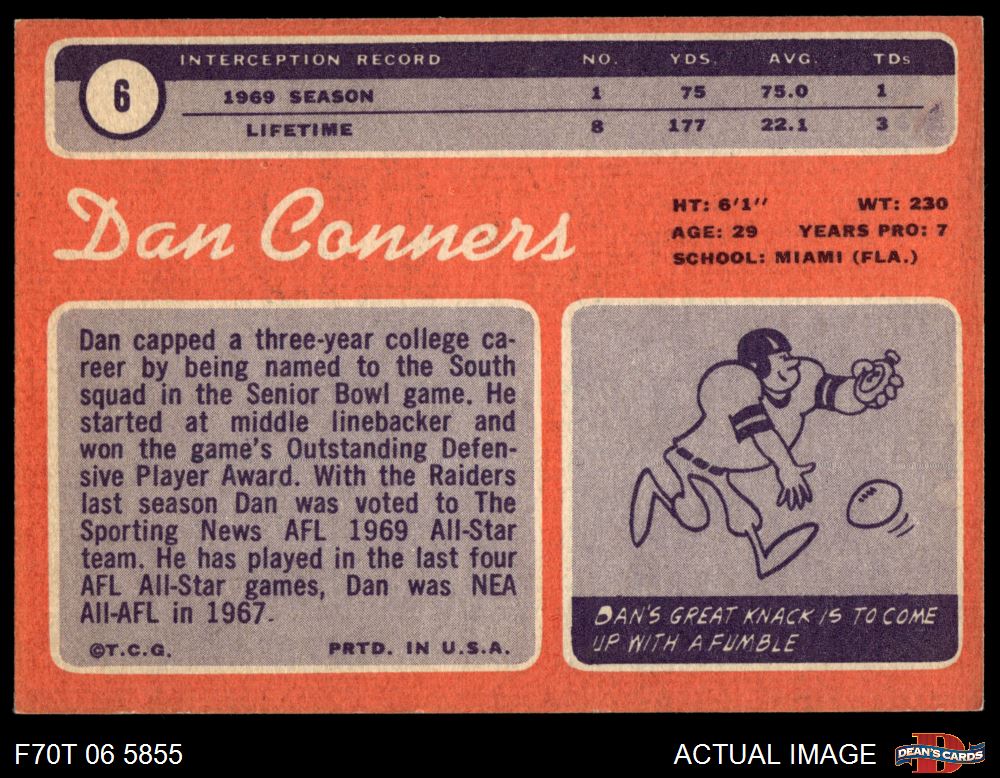 6
INTERCEPTION RECORD NO. YDS. AVG. TDs
1969 SEASON 1 75 75.0 1
LIFETIME 8 177 22.1 3
Dan Conners
HT: 6'1" WT: 230
AGE: 29 YEARS PRO: 7
SCHOOL: MIAMI (FLA.)
Dan capped a three-year college ca-
reer by being named to the South
squad in the Senior Bowl game. He
started at middle linebacker and
won the game's Outstanding Defen-
sive Player Award. With the Raiders
last season Dan was voted to The
Sporting News AFL 1969 All-Star
team. He has played in the last four
AFL All-Star games, Dan was NEA
All-AFL in 1967.
©T.C.G. PRTD. IN U.S.A.
DAN'S GREAT KNACK IS TO COME
UP WITH A FUMBLE
F70T 06 5855
ACTUAL IMAGE
D
DEAN'S CARDS